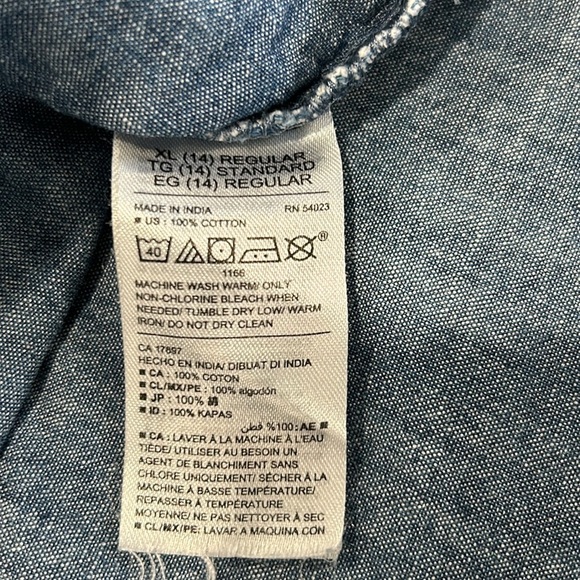 XL (14) REGULAR
TG (14) STANDARD
EG (14) REGULAR
MADE IN INDIA RN 54023
■ US : 100% COTTON
40 ®
1166
MACHINE WASH WARM/ ONLY
NON-CHLORINE BLEACH WHEN
NEEDED/ TUMBLE DRY LOW/ WARM
IRON/ DO NOT DRY CLEAN
CA 17897
HECHO EN INDIA/ DIBUAT DI INDIA
■ CA : 100% COTON
■ CL/MX/PE : 100% algodón
■ JP : 100% 綿
■ ID : 100% KAPAS
■ AE : 100% قطن
■ CA : LAVER À LA MACHINE À L'EAU
TIÈDE/ UTILISER AU BESOIN UN
AGENT DE BLANCHIMENT SANS
CHLORE UNIQUEMENT/ SÉCHER À LA
MACHINE À BASSE TEMPÉRATURE/
REPASSER À TEMPÉRATURE
MOYENNE/ NE PAS NETTOYER À SEC
■ CL/MX/PE: LAVAR A MAQUINA CON